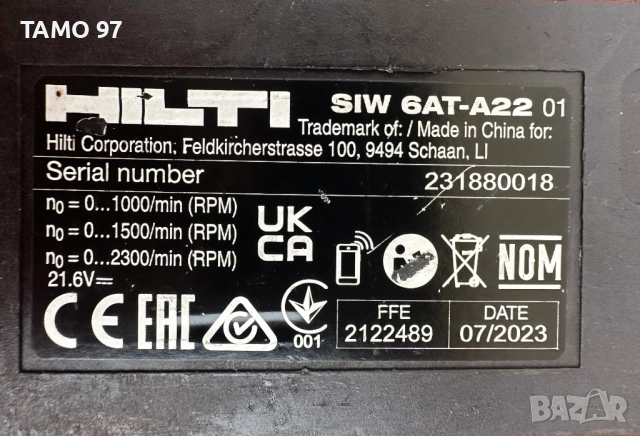 TAMO 97
HILTI
SIW 6AT-A22 01
Trademark of: / Made in China for:
Hilti Corporation, Feldkircherstrasse 100, 9494 Schaan, LI
Serial number 231880018
n0 = 0...1000/min (RPM)
n0 = 0...1500/min (RPM)
n0 = 0...2300/min (RPM)
21.6V⎓
UK
CA
NOM
CE EAC
001
FFE
2122489
DATE
07/2023
BAZAR